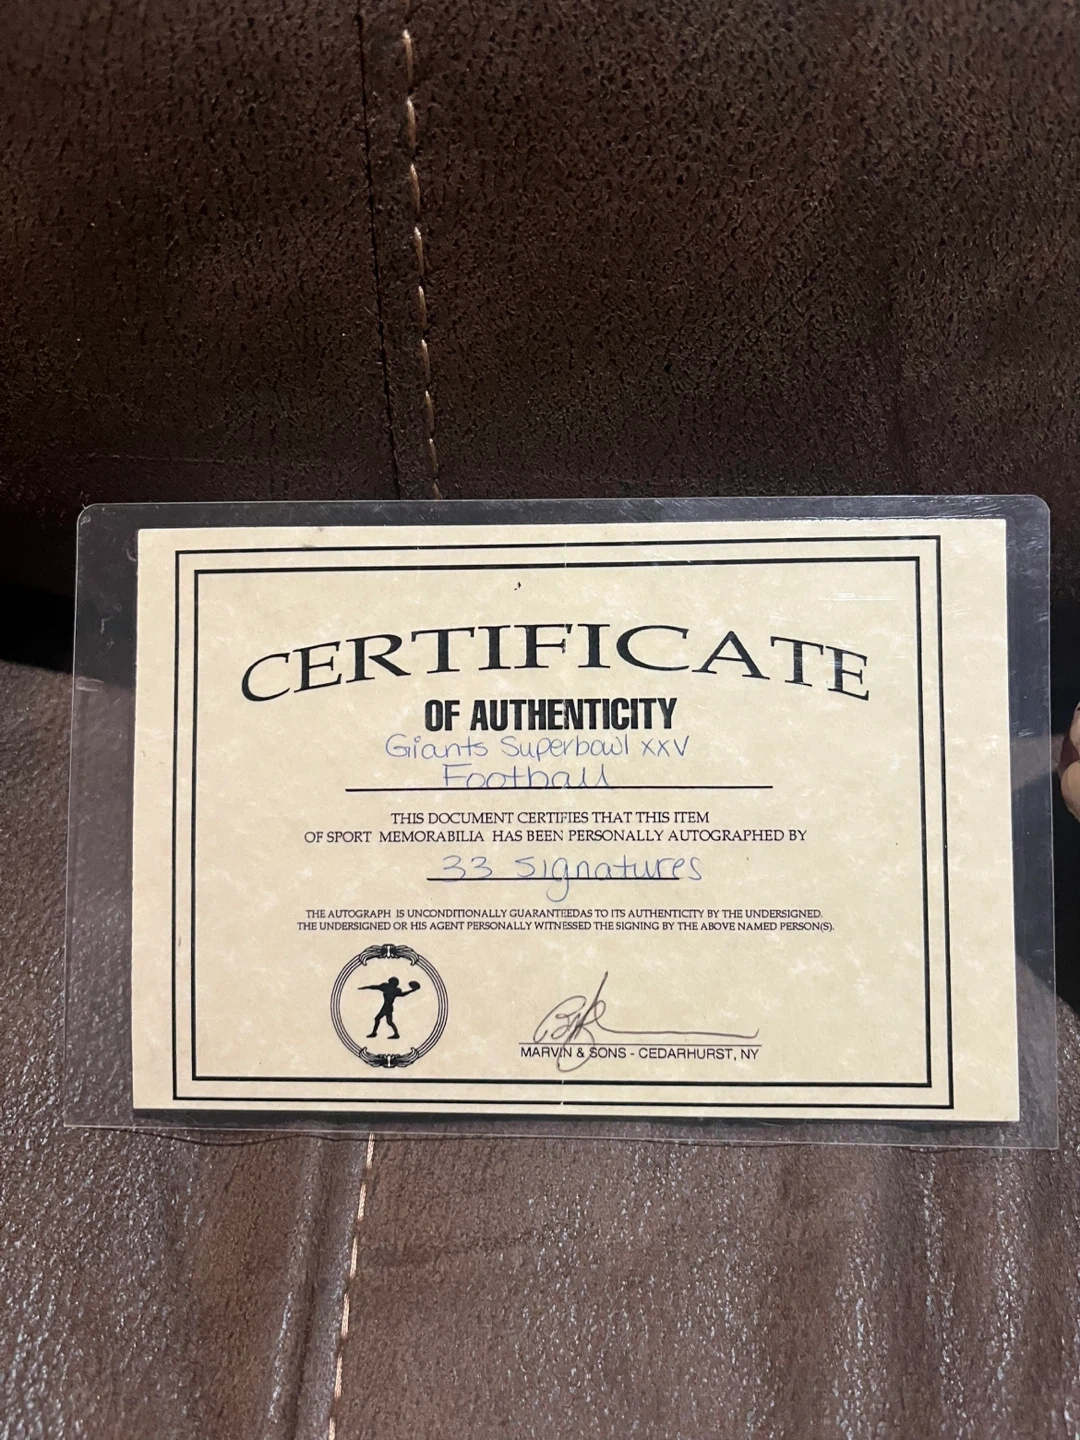 CERTIFICATE
OF AUTHENTICITY
Giants Superbowl XXV
Football
THIS DOCUMENT CERTIFIES THAT THIS ITEM
OF SPORT MEMORABILIA HAS BEEN PERSONALLY AUTOGRAPHED BY
33 Signatures
THE AUTOGRAPH IS UNCONDITIONALLY GUARANTEEDAS TO ITS AUTHENTICITY BY THE UNDERSIGNED.
THE UNDERSIGNED OR HIS AGENT PERSONALLY WITNESSED THE SIGNING BY THE ABOVE NAMED PERSON(S).
MARVIN & SONS - CEDARHURST, NY